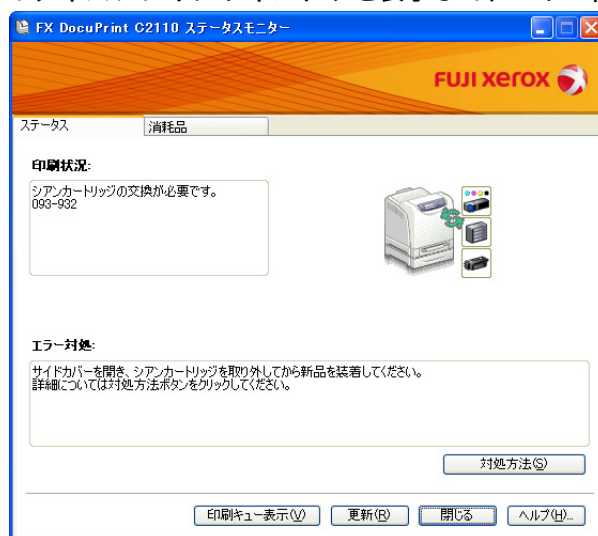 FX DocuPrint C2110 ステータスモニター
FUJI XEROX
ステータス
消耗品
印刷状況:
シアンカートリッジの交換が必要です。
093-932
エラー対処:
サイドカバーを開き、シアンカートリッジを取り外してから新品を装着してください。
詳細については対処方法ボタンをクリックしてください。
対処方法(S)
印刷キュー表示(V)
更新(R)
閉じる
ヘルプ(H)...